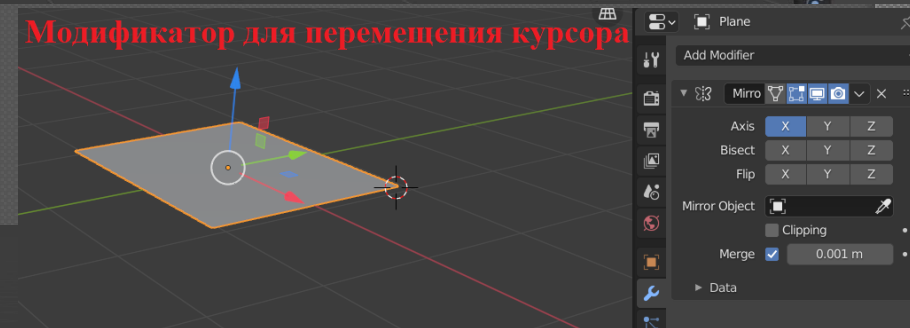 Модификатор для перемещения курсора
Plane
Add Modifier
Mirro
Axis X Y Z
Bisect X Y Z
Flip X Y Z
Mirror Object
Clipping
Merge 0.001 m
Data